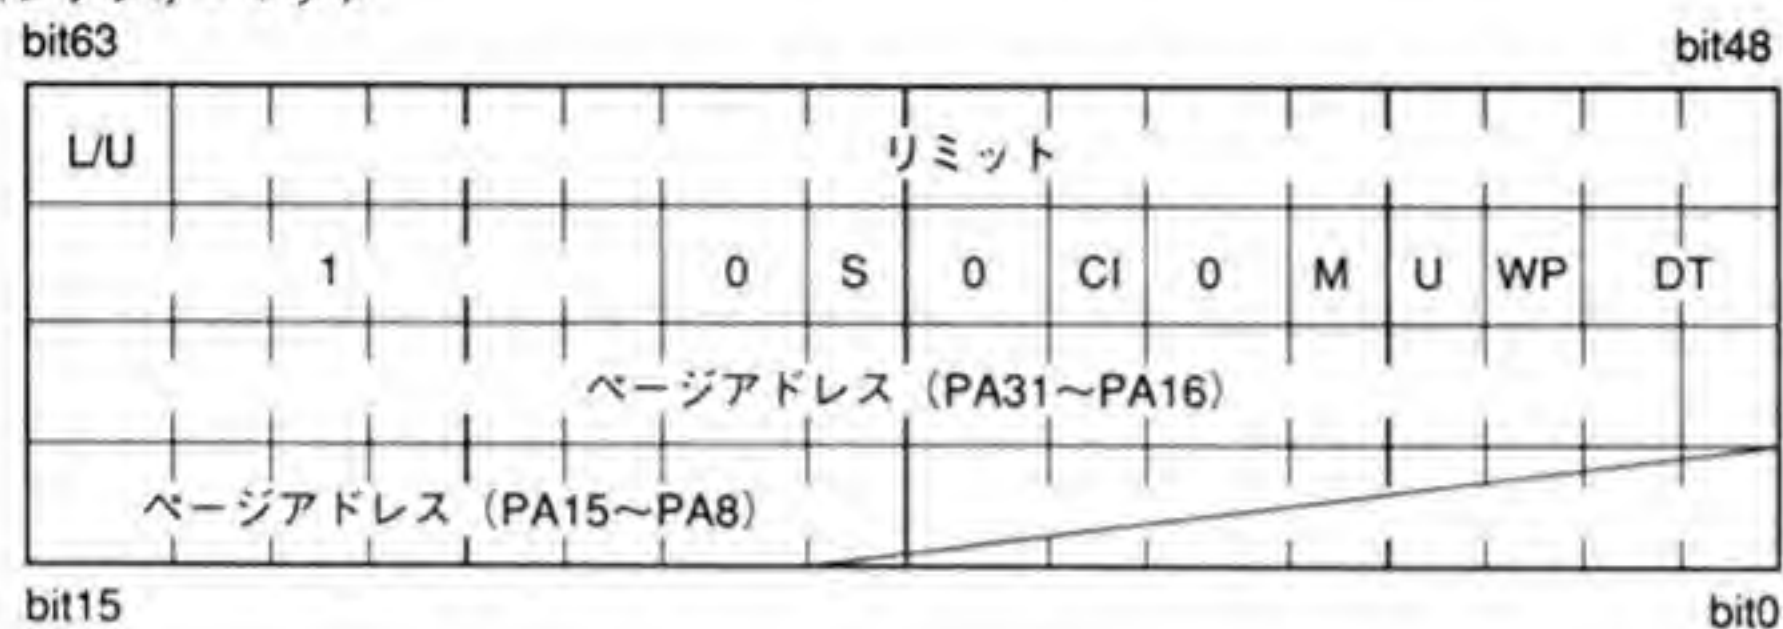 bit63 bit48
L/U リミット
1 0 S 0 CI 0 M U WP DT
ページアドレス (PA31～PA16)
ページアドレス (PA15～PA8)
bit15 bit0